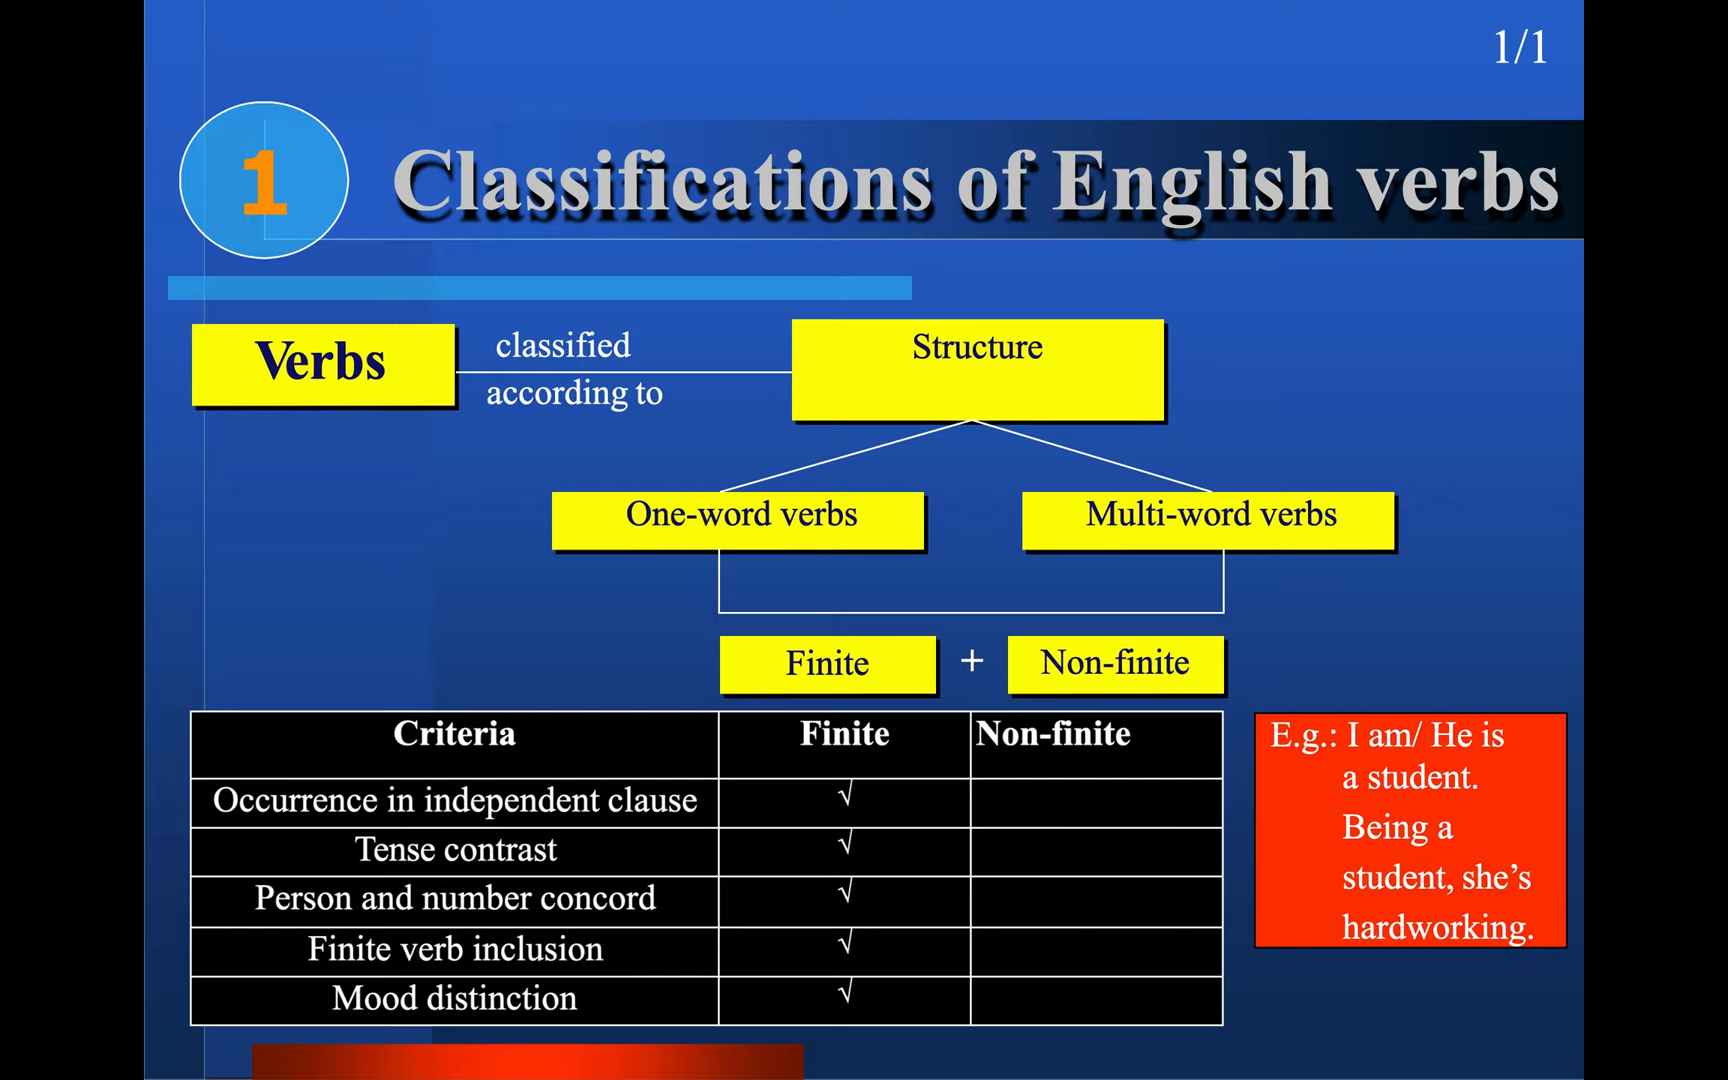 1/1
1
Classifications of English verbs
Verbs
classified
according to
Structure
One-word verbs
Multi-word verbs
Finite
+
Non-finite
Criteria
Finite
Non-finite
Occurrence in independent clause
√
Tense contrast
√
Person and number concord
√
Finite verb inclusion
√
Mood distinction
√
E.g.: I am/ He is
a student.
Being a
student, she’s
hardworking.